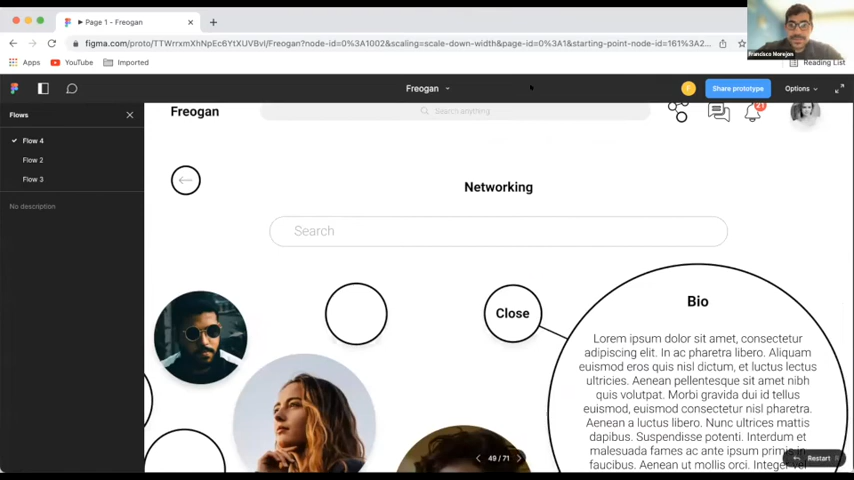 Page 1 - Freogan
figma.com/proto/TTWrxmXhNpEc6YtXUVBvl/Freogan?node-id=0%3A1002&scaling=scale-down-width&page-id=0%3A1&starting-point-node-id=161%3A2...
Francisco Morejon
Apps
YouTube
Imported
Reading List
Freogan
Share prototype
Options
Flows
Flow 4
Flow 2
Flow 3
No description
Freogan
Search anything
21
Networking
Search
Close
Bio
Lorem ipsum dolor sit amet, consectetur
adipiscing elit. In ac pharetra libero. Aliquam
euismod eros quis nisl dictum, et luctus lectus
ultricies. Aenean pellentesque sit amet nibh
quis volutpat. Morbi gravida dui id tellus
euismod, euismod consectetur nisl pharetra.
Aenean a luctus libero. Nunc ultrices mattis
dapibus. Suspendisse potenti. Interdum et
malesuada fames ac ante ipsum primis in
faucibus. Aenean ut mollis orci. Integer vel
49 / 71
Restart